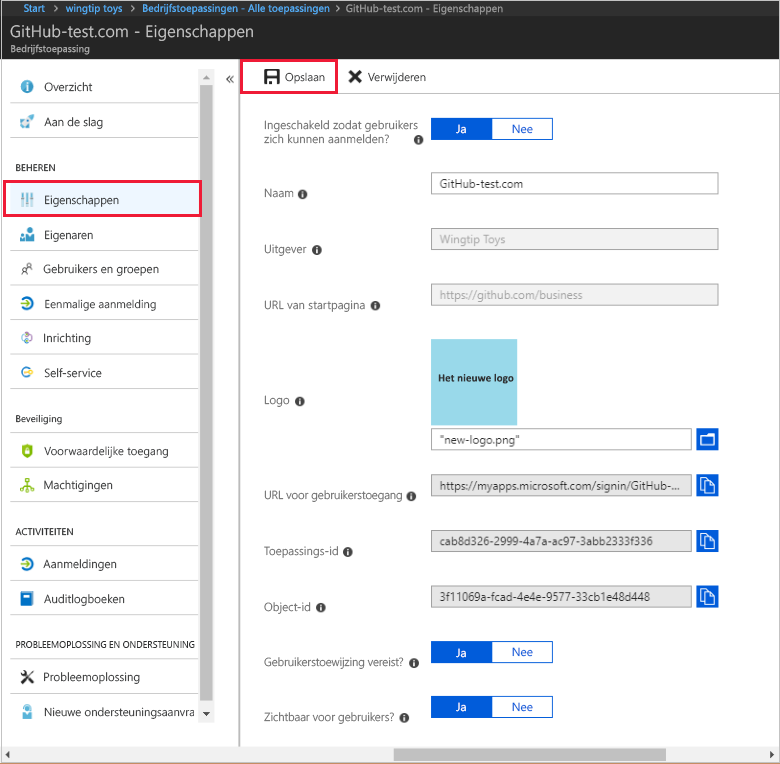 Start > wingtip toys > Bedrijfstoepassingen - Alle toepassingen > GitHub-test.com - Eigenschappen
GitHub-test.com - Eigenschappen
Bedrijfstoepassing
Overzicht
Aan de slag
BEHEREN
Eigenschappen
Eigenaren
Gebruikers en groepen
Eenmalige aanmelding
Inrichting
Self-service
Beveiliging
Voorwaardelijke toegang
Machtigingen
ACTIVITEITEN
Aanmeldingen
Auditlogboeken
PROBLEEMOPLOSSING EN ONDERSTEUNING
Probleemoplossing
Nieuwe ondersteuningsaanvra
«
Opslaan Verwijderen
Ingeschakeld zodat gebruikers
zich kunnen aanmelden? Ja Nee
Naam GitHub-test.com
Uitgever Wingtip Toys
URL van startpagina https://github.com/business
Het nieuwe logo
Logo
"new-logo.png"
URL voor gebruikerstoegang https://myapps.microsoft.com/signin/GitHub-...
Toepassings-id cab8d326-2999-4a7a-ac97-3abb2333f336
Object-id 3f11069a-fcad-4e4e-9577-33cb1e48d448
Gebruikerstoewijzing vereist? Ja Nee
Zichtbaar voor gebruikers? Ja Nee